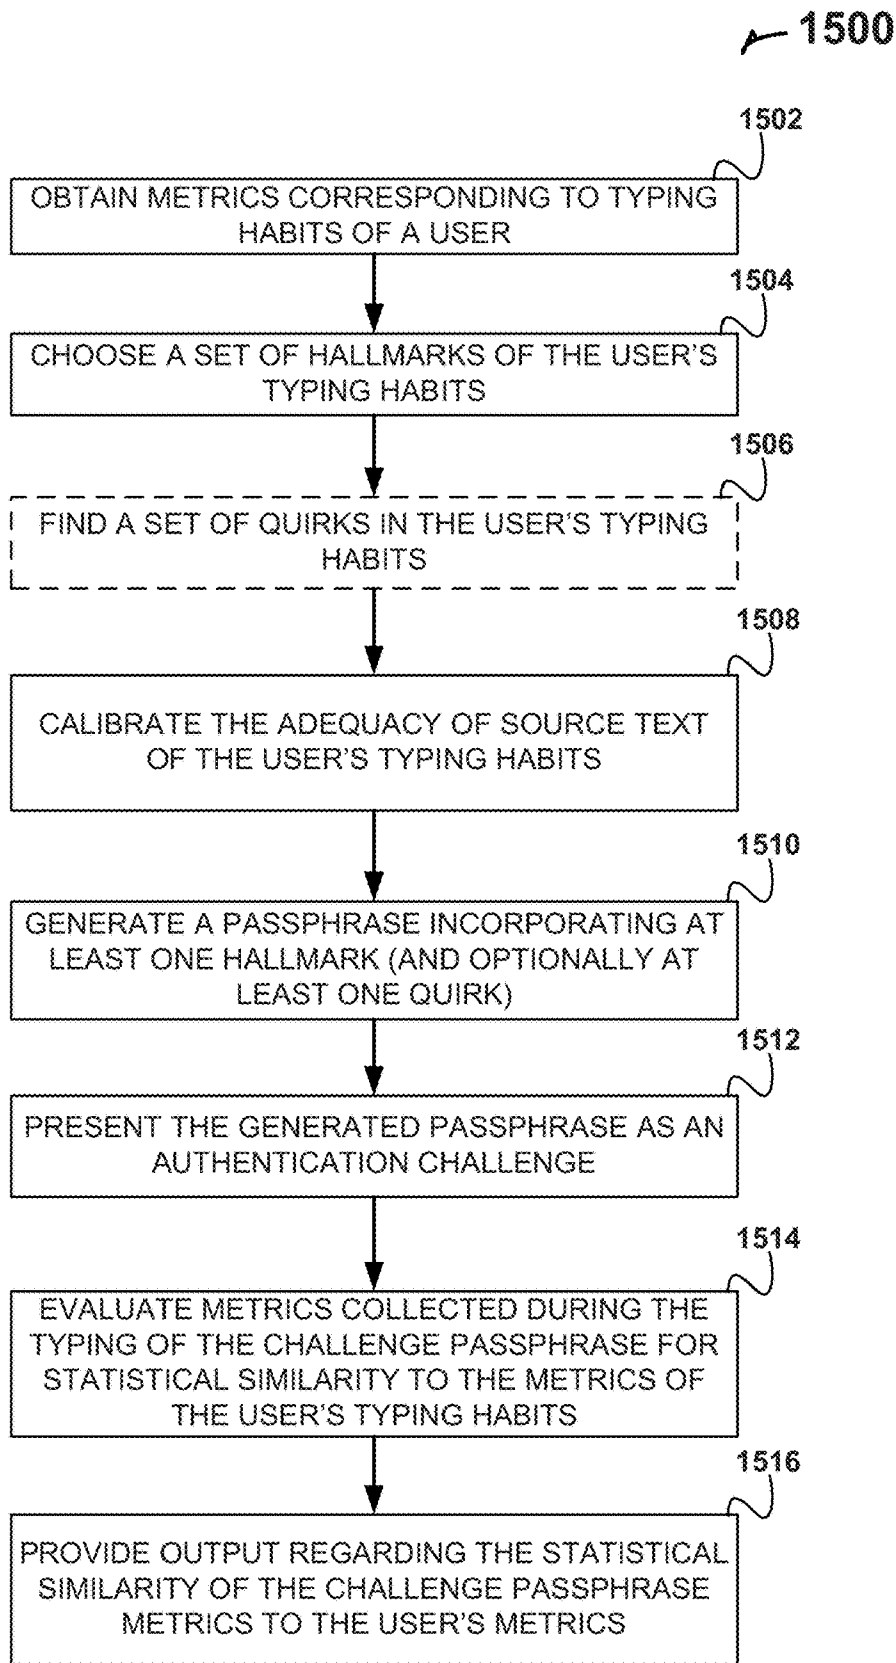 1500
1502
OBTAIN METRICS CORRESPONDING TO TYPING
HABITS OF A USER
1504
CHOOSE A SET OF HALLMARKS OF THE USER'S
TYPING HABITS
1506
FIND A SET OF QUIRKS IN THE USER'S TYPING
HABITS
1508
CALIBRATE THE ADEQUACY OF SOURCE TEXT
OF THE USER'S TYPING HABITS
1510
GENERATE A PASSPHRASE INCORPORATING AT
LEAST ONE HALLMARK (AND OPTIONALLY AT
LEAST ONE QUIRK)
1512
PRESENT THE GENERATED PASSPHRASE AS AN
AUTHENTICATION CHALLENGE
1514
EVALUATE METRICS COLLECTED DURING THE
TYPING OF THE CHALLENGE PASSPHRASE FOR
STATISTICAL SIMILARITY TO THE METRICS OF
THE USER'S TYPING HABITS
1516
PROVIDE OUTPUT REGARDING THE STATISTICAL
SIMILARITY OF THE CHALLENGE PASSPHRASE
METRICS TO THE USER'S METRICS